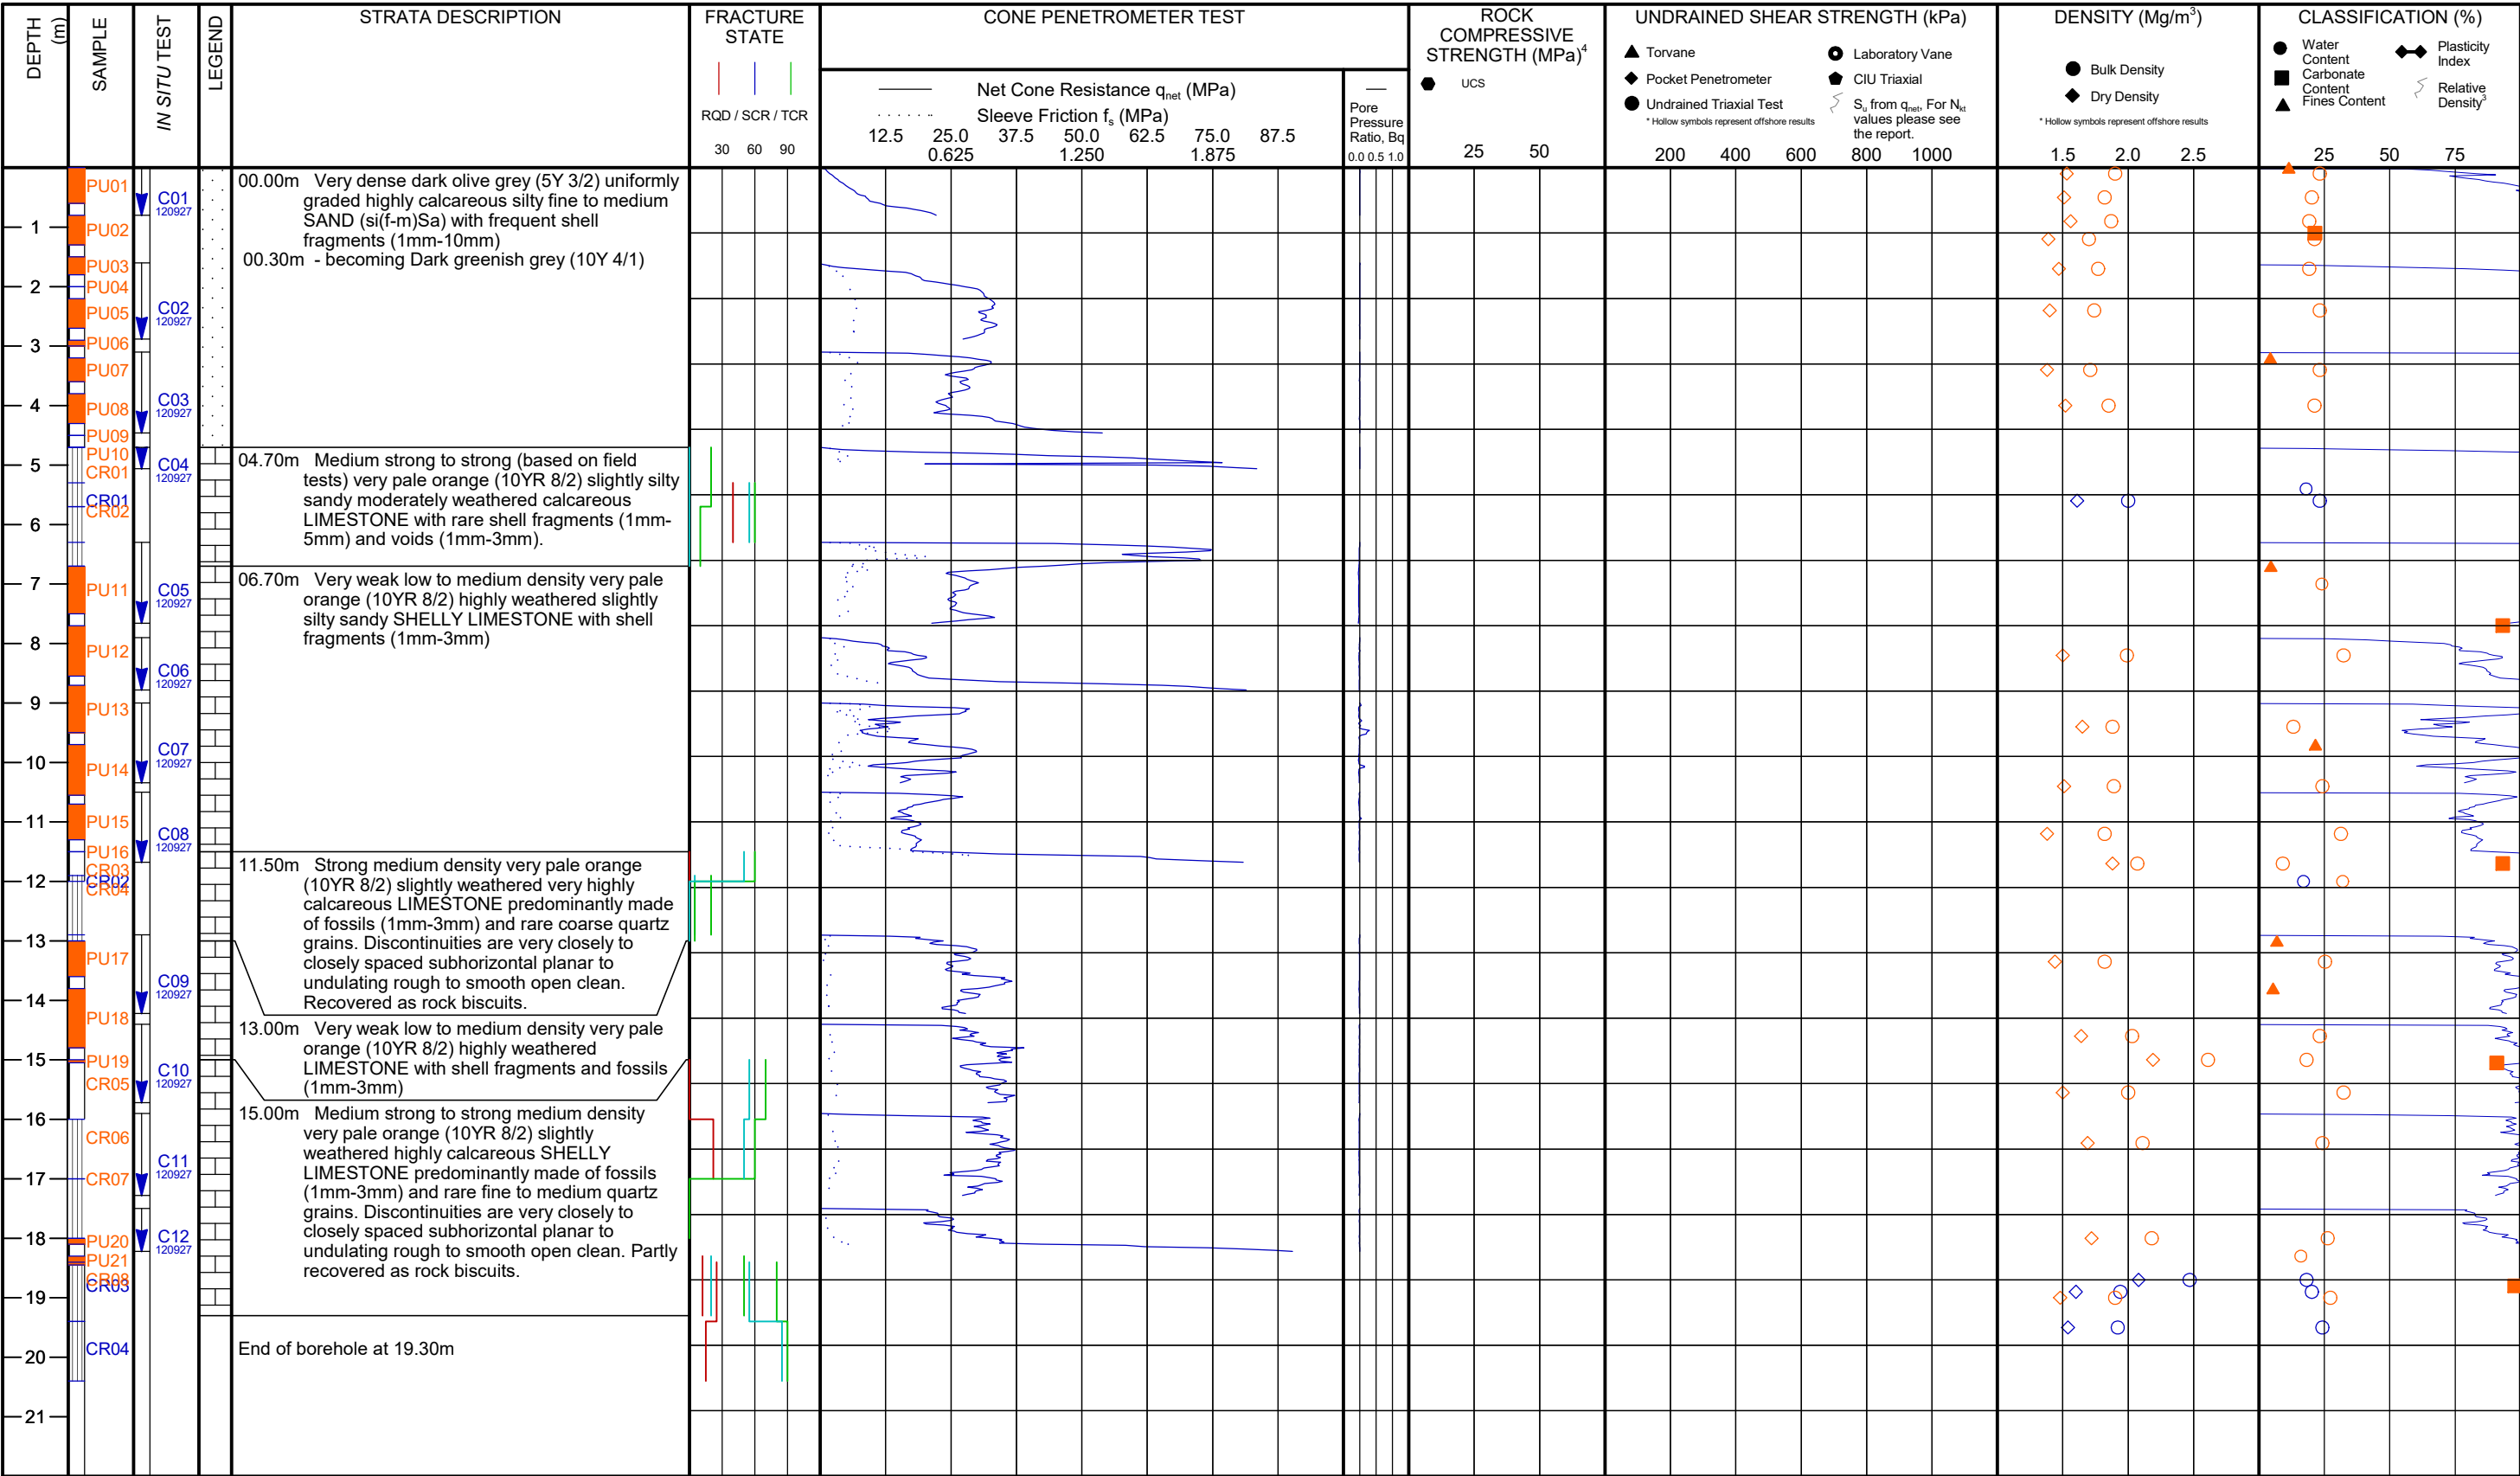 DEPTH (m)
SAMPLE
IN SITU TEST
LEGEND
STRATA DESCRIPTION
FRACTURE
STATE
RQD / SCR / TCR
30 60 90
CONE PENETROMETER TEST
Net Cone Resistance qnet (MPa)
Sleeve Friction fs (MPa)
12.5 25.0 37.5 50.0 62.5 75.0 87.5
0.625 1.250 1.875
Pore
Pressure
Ratio, Bq
0.0 0.5 1.0
ROCK
COMPRESSIVE
STRENGTH (MPa)4
UCS
25 50
UNDRAINED SHEAR STRENGTH (kPa)
Torvane
Pocket Penetrometer
Undrained Triaxial Test
* Hollow symbols represent offshore results
Laboratory Vane
CIU Triaxial
Su from qnet, For Nkt
values please see
the report.
200 400 600 800 1000
DENSITY (Mg/m3)
Bulk Density
Dry Density
* Hollow symbols represent offshore results
1.5 2.0 2.5
CLASSIFICATION (%)
Water
Content
Carbonate
Content
Fines Content
Plasticity
Index
Relative
Density3
25 50 75
1
2
3
4
5
6
7
8
9
10
11
12
13
14
15
16
17
18
19
20
21
PU01
PU02
PU03
PU04
PU05
PU06
PU07
PU08
PU09
PU10
CR01
CR01
CR02
PU11
PU12
PU13
PU14
PU15
PU16
CR03
CR02
CR04
PU17
PU18
PU19
CR05
CR06
CR07
PU20
PU21
CR08
CR03
CR04
C01
120927
C02
120927
C03
120927
C04
120927
C05
120927
C06
120927
C07
120927
C08
120927
C09
120927
C10
120927
C11
120927
C12
120927
00.00m Very dense dark olive grey (5Y 3/2) uniformly
graded highly calcareous silty fine to medium
SAND (si(f-m)Sa) with frequent shell
fragments (1mm-10mm)
00.30m - becoming Dark greenish grey (10Y 4/1)
04.70m Medium strong to strong (based on field
tests) very pale orange (10YR 8/2) slightly silty
sandy moderately weathered calcareous
LIMESTONE with rare shell fragments (1mm-
5mm) and voids (1mm-3mm).
06.70m Very weak low to medium density very pale
orange (10YR 8/2) highly weathered slightly
silty sandy SHELLY LIMESTONE with shell
fragments (1mm-3mm)
11.50m Strong medium density very pale orange
(10YR 8/2) slightly weathered very highly
calcareous LIMESTONE predominantly made
of fossils (1mm-3mm) and rare coarse quartz
grains. Discontinuities are very closely to
closely spaced subhorizontal planar to
undulating rough to smooth open clean.
Recovered as rock biscuits.
13.00m Very weak low to medium density very pale
orange (10YR 8/2) highly weathered
LIMESTONE with shell fragments and fossils
(1mm-3mm)
15.00m Medium strong to strong medium density
very pale orange (10YR 8/2) slightly
weathered highly calcareous SHELLY
LIMESTONE predominantly made of fossils
(1mm-3mm) and rare fine to medium quartz
grains. Discontinuities are very closely to
closely spaced subhorizontal planar to
undulating rough to smooth open clean. Partly
recovered as rock biscuits.
End of borehole at 19.30m